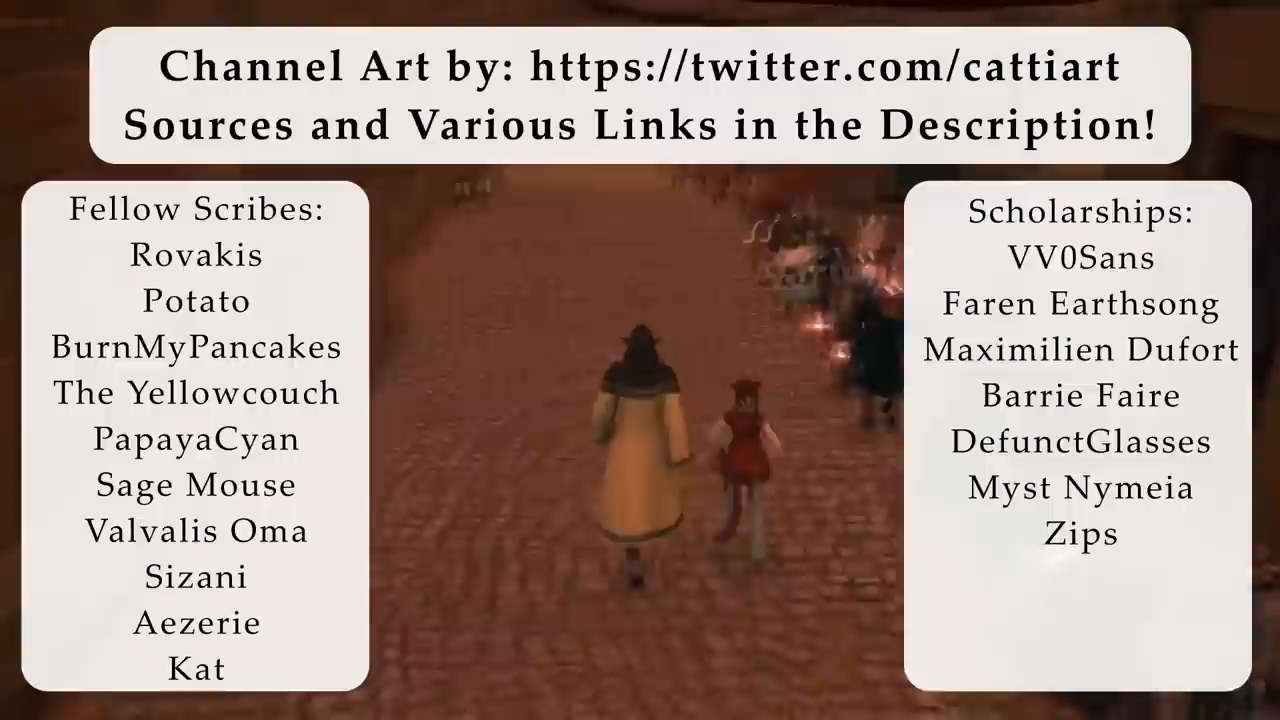 Channel Art by: https://twitter.com/cattiart
Sources and Various Links in the Description!
Fellow Scribes:
Rovakis
Potato
BurnMyPancakes
The Yellowcouch
PapayaCyan
Sage Mouse
Valvalis Oma
Sizani
Aezerie
Kat
Scholarships:
VV0Sans
Faren Earthsong
Maximilien Dufort
Barrie Faire
DefunctGlasses
Myst Nymeia
Zips